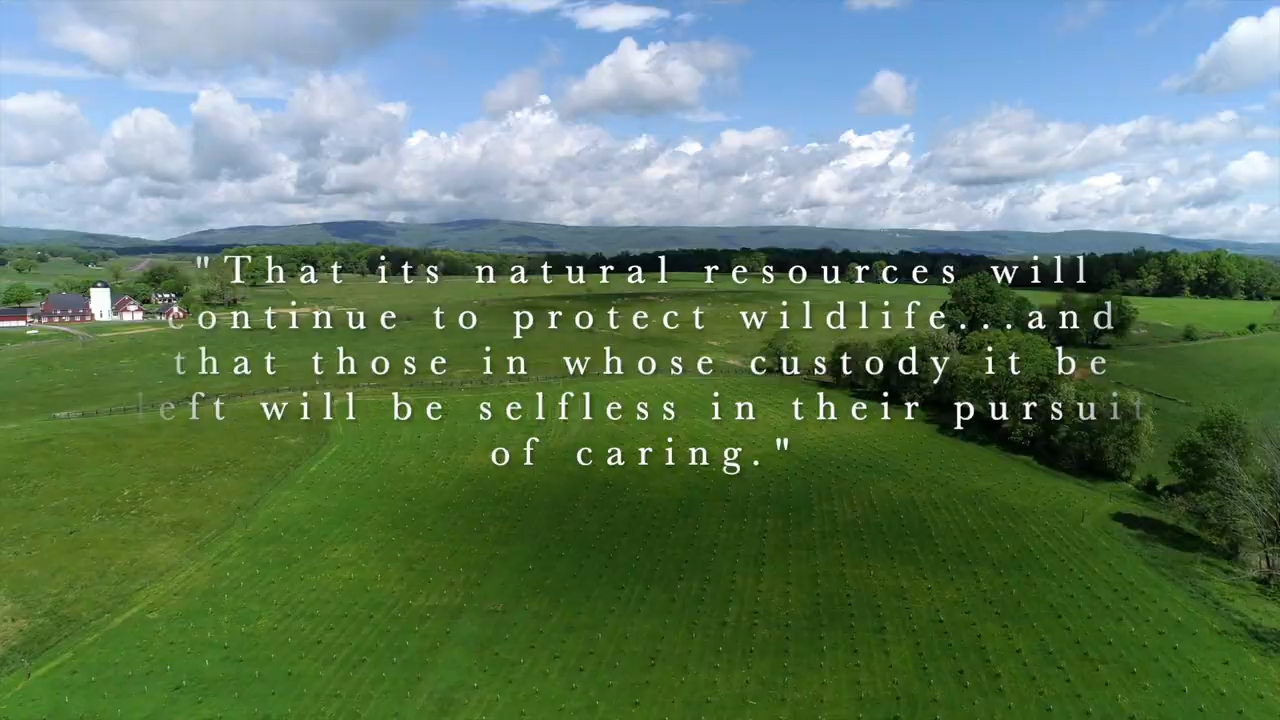 "That its natural resources will
continue to protect wildlife...and
that those in whose custody it be
left will be selfless in their pursuit
of caring."